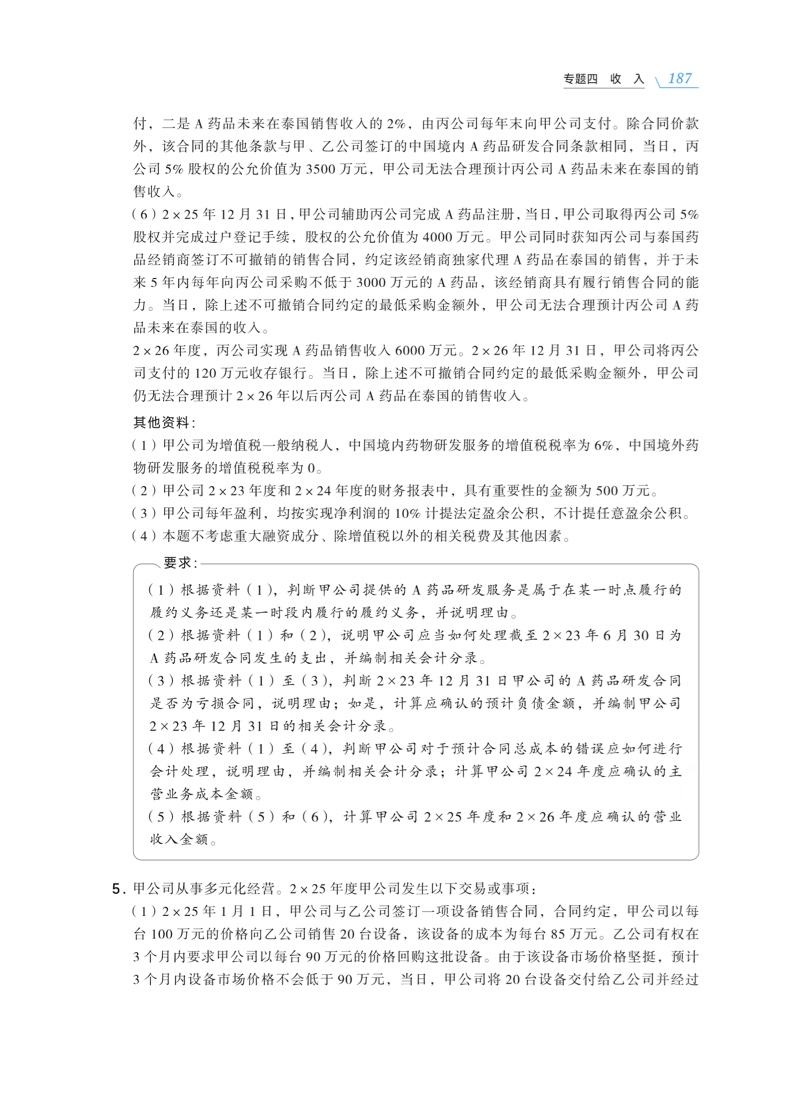 专题四 收 入 187
付，二是 A 药品未来在泰国销售收入的 2%，由丙公司每年末向甲公司支付。除合同价款
外，该合同的其他条款与甲、乙公司签订的中国境内 A 药品研发合同条款相同，当日，丙
公司 5% 股权的公允价值为 3500 万元，甲公司无法合理预计丙公司 A 药品未来在泰国的销
售收入。
（6）2×25 年 12 月 31 日，甲公司辅助丙公司完成 A 药品注册，当日，甲公司取得丙公司 5%
股权并完成过户登记手续，股权的公允价值为 4000 万元。甲公司同时获知丙公司与泰国药
品经销商签订不可撤销的销售合同，约定该经销商独家代理 A 药品在泰国的销售，并于未
来 5 年内每年向丙公司采购不低于 3000 万元的 A 药品，该经销商具有履行销售合同的能
力。当日，除上述不可撤销合同约定的最低采购金额外，甲公司无法合理预计丙公司 A 药
品未来在泰国的收入。
2×26 年度，丙公司实现 A 药品销售收入 6000 万元。2×26 年 12 月 31 日，甲公司将丙公
司支付的 120 万元收存银行。当日，除上述不可撤销合同约定的最低采购金额外，甲公司
仍无法合理预计 2×26 年以后丙公司 A 药品在泰国的销售收入。
其他资料：
（1）甲公司为增值税一般纳税人，中国境内药物研发服务的增值税税率为 6%，中国境外药
物研发服务的增值税税率为 0。
（2）甲公司 2×23 年度和 2×24 年度的财务报表中，具有重要性的金额为 500 万元。
（3）甲公司每年盈利，均按实现净利润的 10% 计提法定盈余公积，不计提任意盈余公积。
（4）本题不考虑重大融资成分、除增值税以外的相关税费及其他因素。
要求：
（1）根据资料（1），判断甲公司提供的 A 药品研发服务是属于在某一时点履行的
履约义务还是某一时段内履行的履约义务，并说明理由。
（2）根据资料（1）和（2），说明甲公司应当如何处理截至 2×23 年 6 月 30 日为
A 药品研发合同发生的支出，并编制相关会计分录。
（3）根据资料（1）至（3），判断 2×23 年 12 月 31 日甲公司的 A 药品研发合同
是否为亏损合同，说明理由；如是，计算应确认的预计负债金额，并编制甲公司
2×23 年 12 月 31 日的相关会计分录。
（4）根据资料（1）至（4），判断甲公司对于预计合同总成本的错误应如何进行
会计处理，说明理由，并编制相关会计分录；计算甲公司 2×24 年度应确认的主
营业务成本金额。
（5）根据资料（5）和（6），计算甲公司 2×25 年度和 2×26 年度应确认的营业
收入金额。
5. 甲公司从事多元化经营。2×25 年度甲公司发生以下交易或事项：
（1）2×25 年 1 月 1 日，甲公司与乙公司签订一项设备销售合同，合同约定，甲公司以每
台 100 万元的价格向乙公司销售 20 台设备，该设备的成本为每台 85 万元。乙公司有权在
3 个月内要求甲公司以每台 90 万元的价格回购这批设备。由于该设备市场价格坚挺，预计
3 个月内设备市场价格不会低于 90 万元，当日，甲公司将 20 台设备交付给乙公司并经过